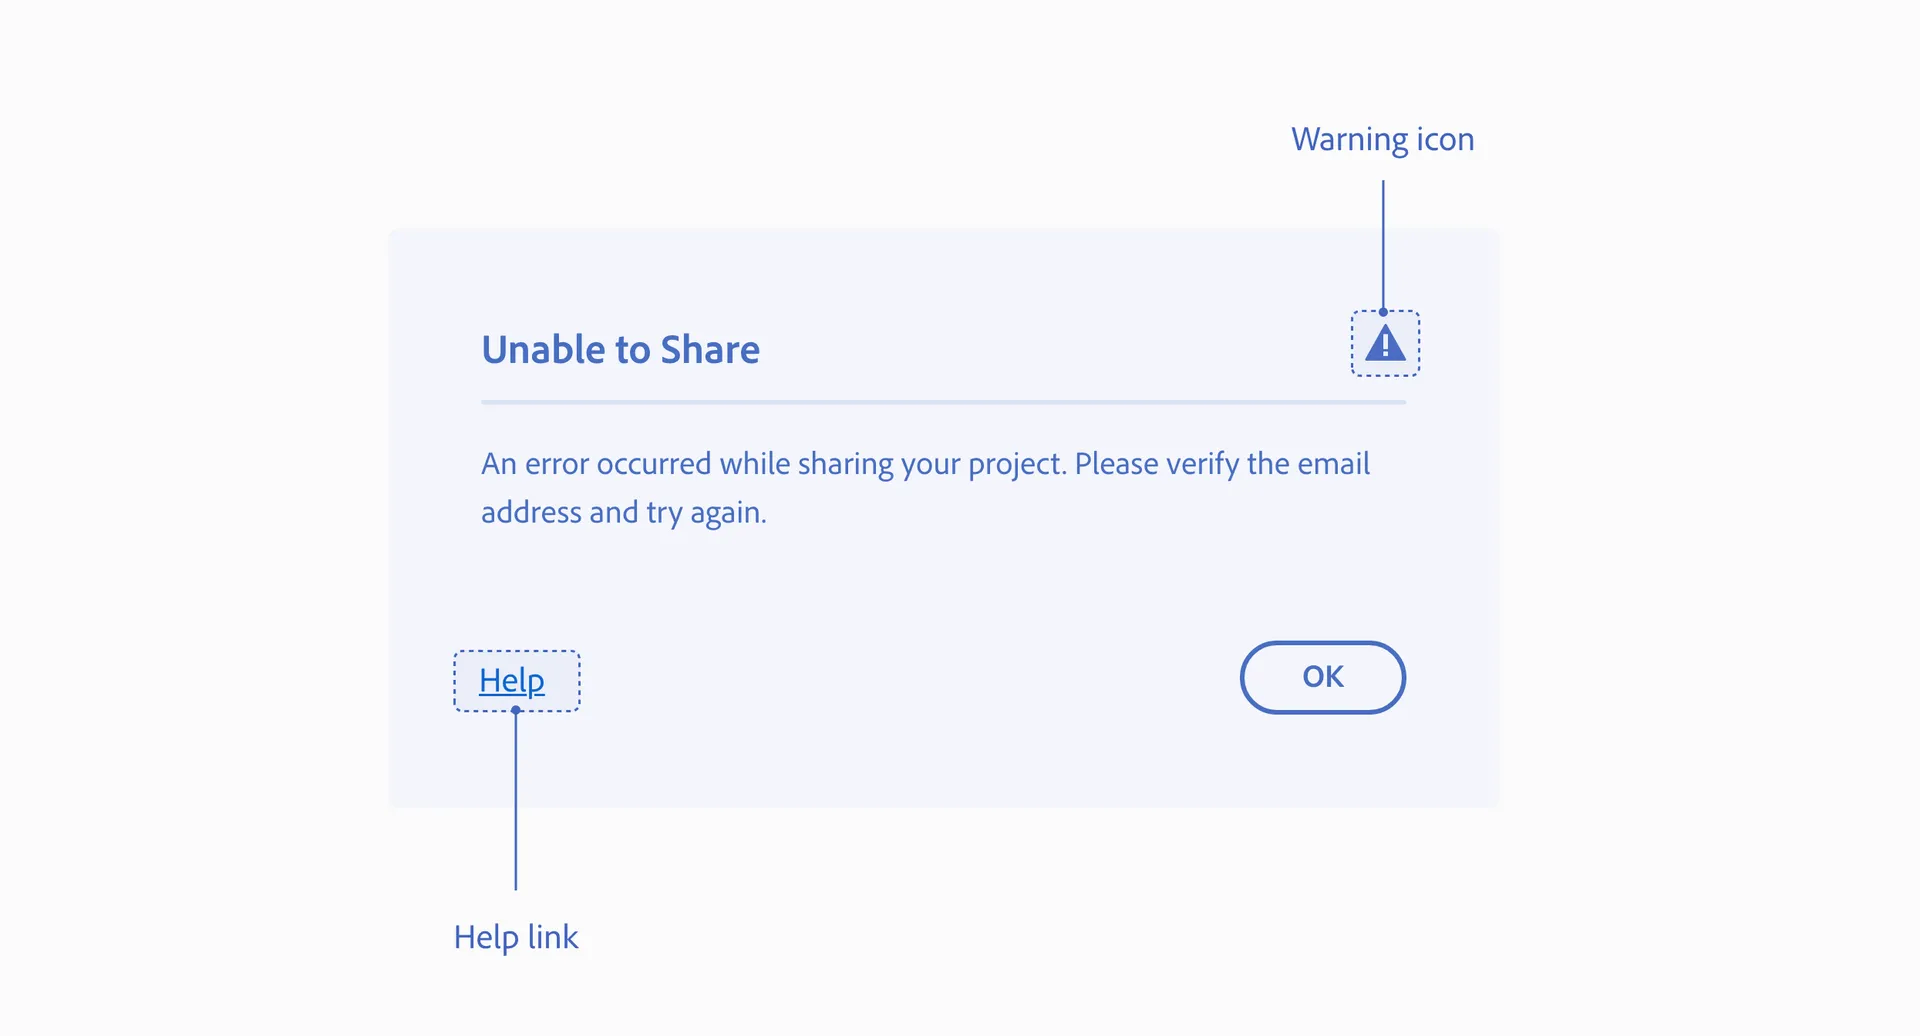 Warning icon
Unable to Share
An error occurred while sharing your project. Please verify the email
address and try again.
Help
OK
Help link